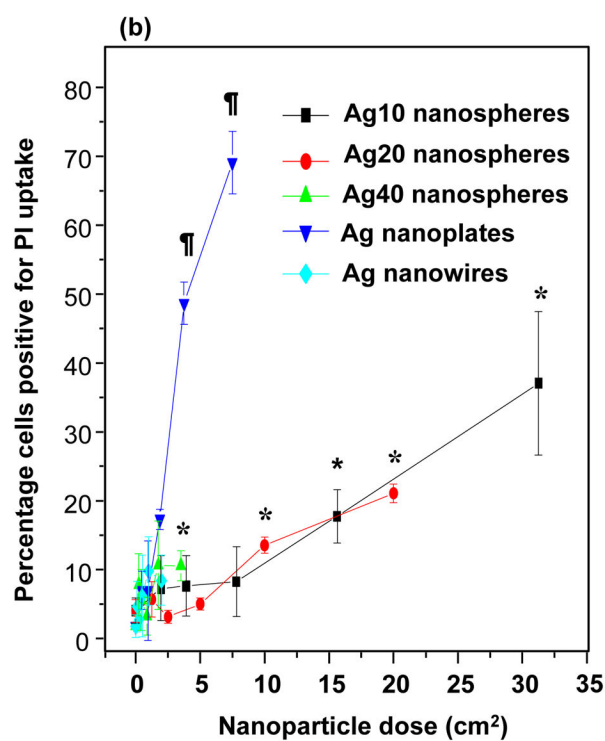 (b)
80
70
60
50
40
30
20
10
0
Percentage cells positive for PI uptake
¶
¶
*
*
*
*
*
Ag10 nanospheres
Ag20 nanospheres
Ag40 nanospheres
Ag nanoplates
Ag nanowires
0 5 10 15 20 25 30 35
Nanoparticle dose (cm²)